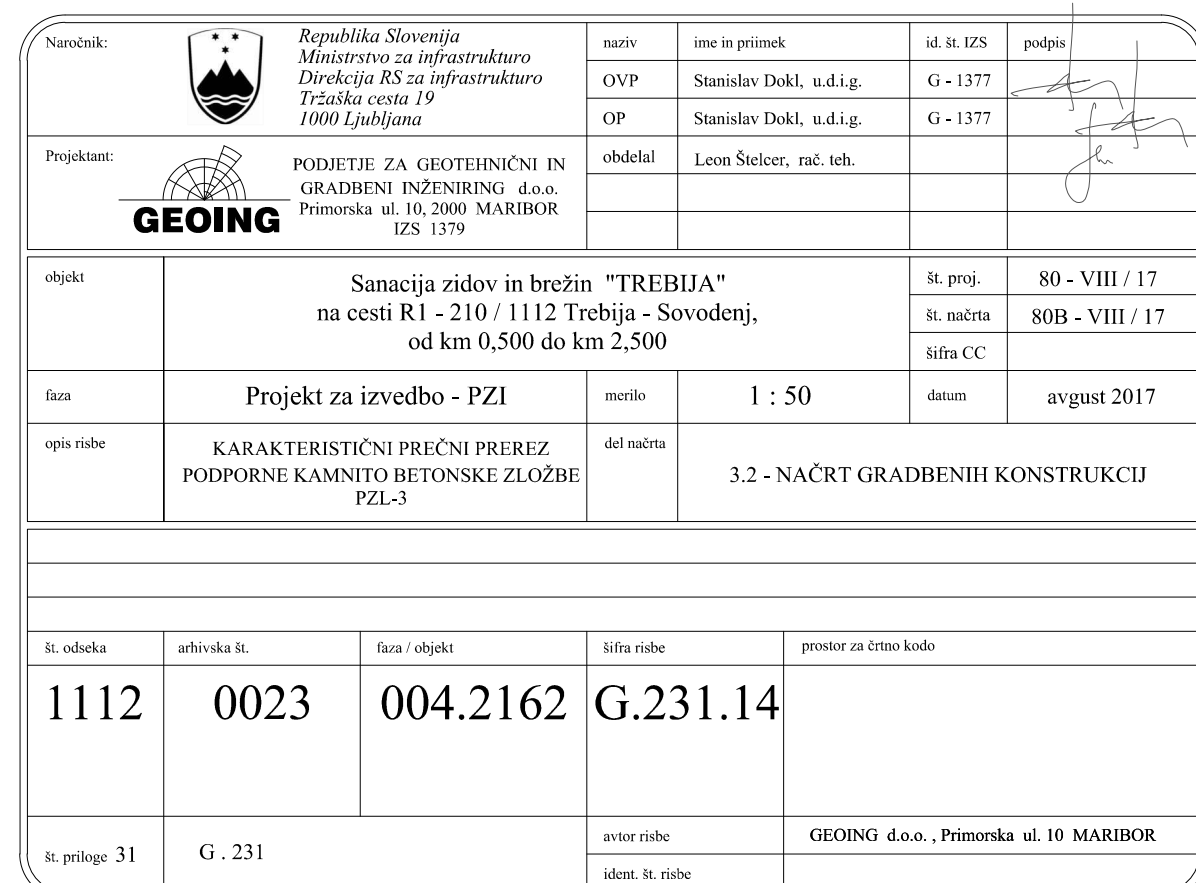 Naročnik:
Republika Slovenija
Ministrstvo za infrastrukturo
Direkcija RS za infrastrukturo
Tržaška cesta 19
1000 Ljubljana
naziv ime in priimek id. št. IZS podpis
OVP Stanislav Dokl, u.d.i.g. G - 1377
OP Stanislav Dokl, u.d.i.g. G - 1377
obdelal Leon Štelcer, rač. teh.
Projektant:
GEOING
PODJETJE ZA GEOTEHNIČNI IN
GRADBENI INŽENIRING d.o.o.
Primorska ul. 10, 2000 MARIBOR
IZS 1379
objekt
Sanacija zidov in brežin "TREBIJA"
na cesti R1 - 210 / 1112 Trebija - Sovodenj,
od km 0,500 do km 2,500
št. proj. 80 - VIII / 17
št. načrta 80B - VIII / 17
šifra CC
faza Projekt za izvedbo - PZI merilo 1 : 50 datum avgust 2017
opis risbe
KARAKTERISTIČNI PREČNI PREREZ
PODPORNE KAMNITO BETONSKE ZLOŽBE
PZL-3
del načrta
3.2 - NAČRT GRADBENIH KONSTRUKCIJ
št. odseka arhivska št. faza / objekt šifra risbe prostor za črtno kodo
1112 0023 004.2162 G.231.14
št. priloge 31 G . 231
avtor risbe GEOING d.o.o. , Primorska ul. 10 MARIBOR
ident. št. risbe